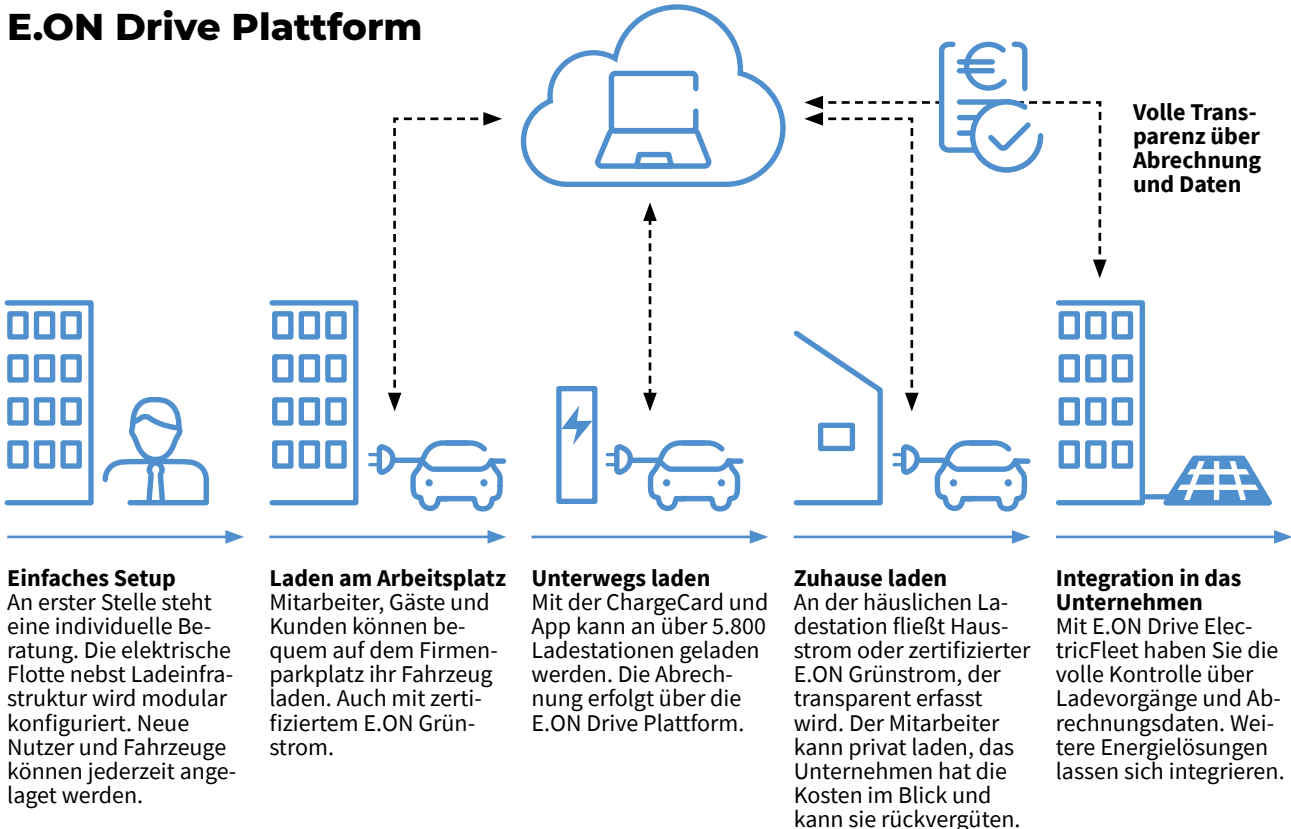 E.ON Drive Plattform
Volle Trans-
parenz über
Abrechnung
und Daten
Einfaches Setup
An erster Stelle steht
eine individuelle Be-
ratung. Die elektrische
Flotte nebst Ladeinfra-
struktur wird modular
konfiguriert. Neue
Nutzer und Fahrzeuge
können jederzeit ange-
laget werden.
Laden am Arbeitsplatz
Mitarbeiter, Gäste und
Kunden können be-
quem auf dem Firmen-
parkplatz ihr Fahrzeug
laden. Auch mit zerti-
fiziertem E.ON Grün-
strom.
Unterwegs laden
Mit der ChargeCard und
App kann an über 5.800
Ladestationen geladen
werden. Die Abrech-
nung erfolgt über die
E.ON Drive Plattform.
Zuhause laden
An der häuslichen La-
destation fließt Haus-
strom oder zertifizierter
E.ON Grünstrom, der
transparent erfasst
wird. Der Mitarbeiter
kann privat laden, das
Unternehmen hat die
Kosten im Blick und
kann sie rückvergüten.
Integration in das
Unternehmen
Mit E.ON Drive Elec-
tricFleet haben Sie die
volle Kontrolle über
Ladevorgänge und Ab-
rechnungsdaten. Wei-
tere Energielösungen
lassen sich integrieren.